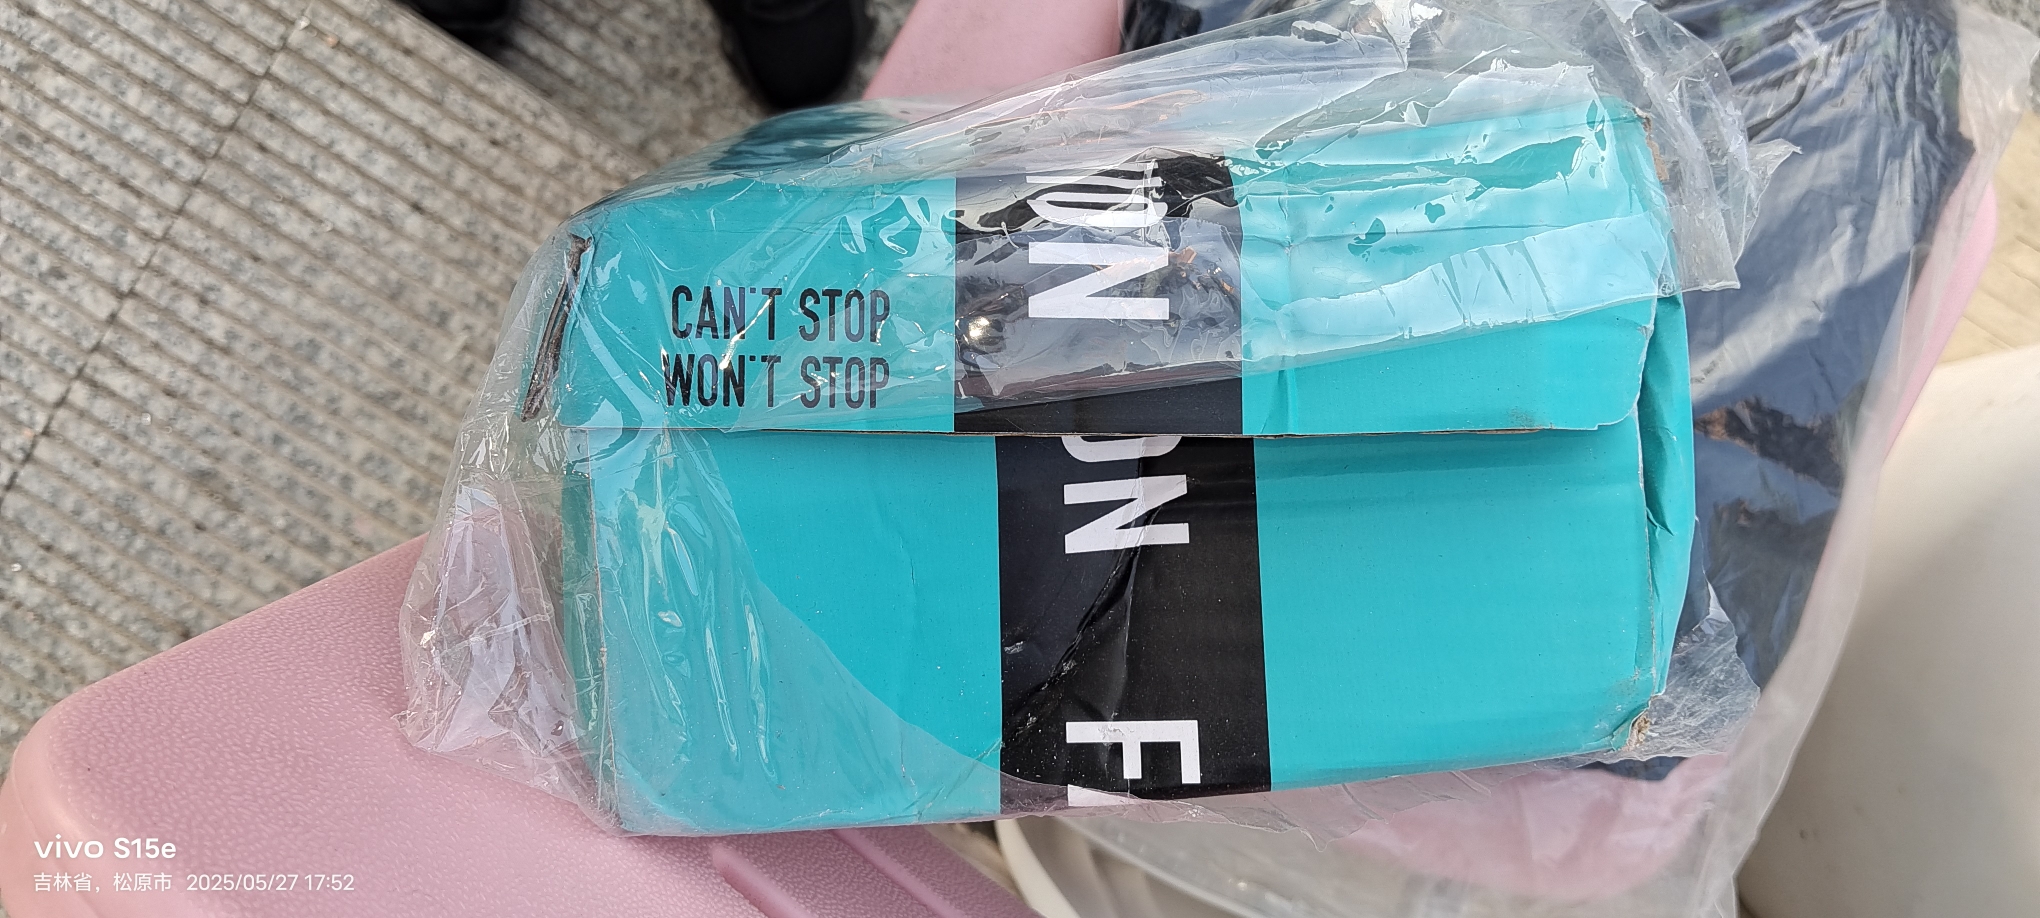 CAN'T STOP
WON'T STOP
ON
ON F
vivo S15e
吉林省，松原市 2025/05/27 17:52